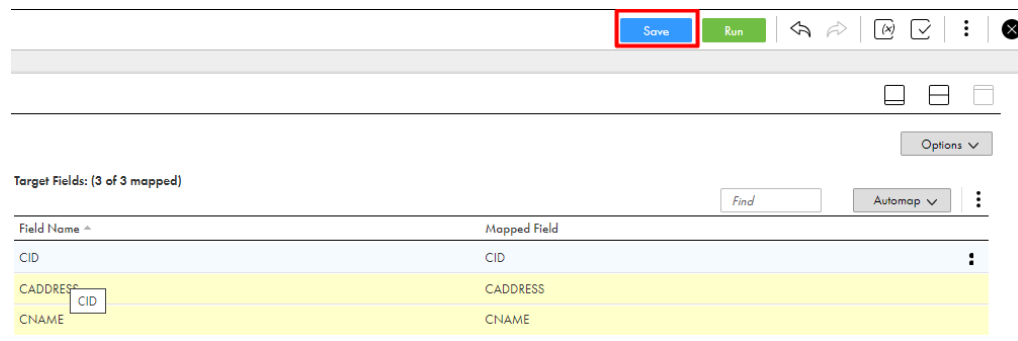 Save Run
Options
Target Fields: (3 of 3 mapped)
Find Automap
Field Name Mapped Field
CID CID
CADDRESS CADDRESS
CID
CNAME CNAME